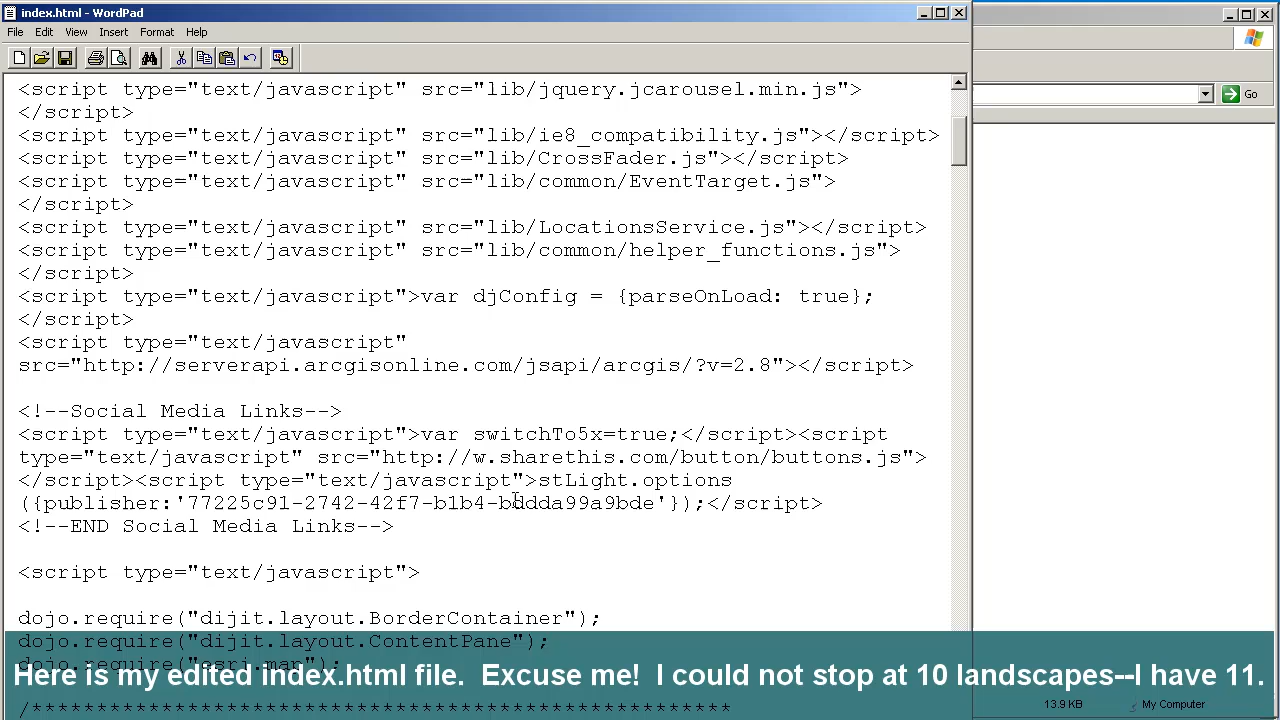 index.html - WordPad
File Edit View Insert Format Help
Go
<script type="text/javascript" src="lib/jquery.jcarousel.min.js">
</script>
<script type="text/javascript" src="lib/ie8_compatibility.js"></script>
<script type="text/javascript" src="lib/CrossFader.js"></script>
<script type="text/javascript" src="lib/common/EventTarget.js">
</script>
<script type="text/javascript" src="lib/LocationsService.js"></script>
<script type="text/javascript" src="lib/common/helper_functions.js">
</script>
<script type="text/javascript">var djConfig = {parseOnLoad: true};
</script>
<script type="text/javascript"
src="http://serverapi.arcgisonline.com/jsapi/arcgis/?v=2.8"></script>
<!--Social Media Links-->
<script type="text/javascript">var switchTo5x=true;</script><script
type="text/javascript" src="http://w.sharethis.com/button/buttons.js">
</script><script type="text/javascript">stLight.options
({publisher:'77225c91-2742-42f7-b1b4-bddda99a9bde'});</script>
<!--END Social Media Links-->
<script type="text/javascript">
dojo.require("dijit.layout.BorderContainer");
dojo.require("dijit.layout.ContentPane");
dojo.require("esri.map");
Here is my edited index.html file. Excuse me! I could not stop at 10 landscapes--I have 11.
/******************************************************
13.9 KB My Computer